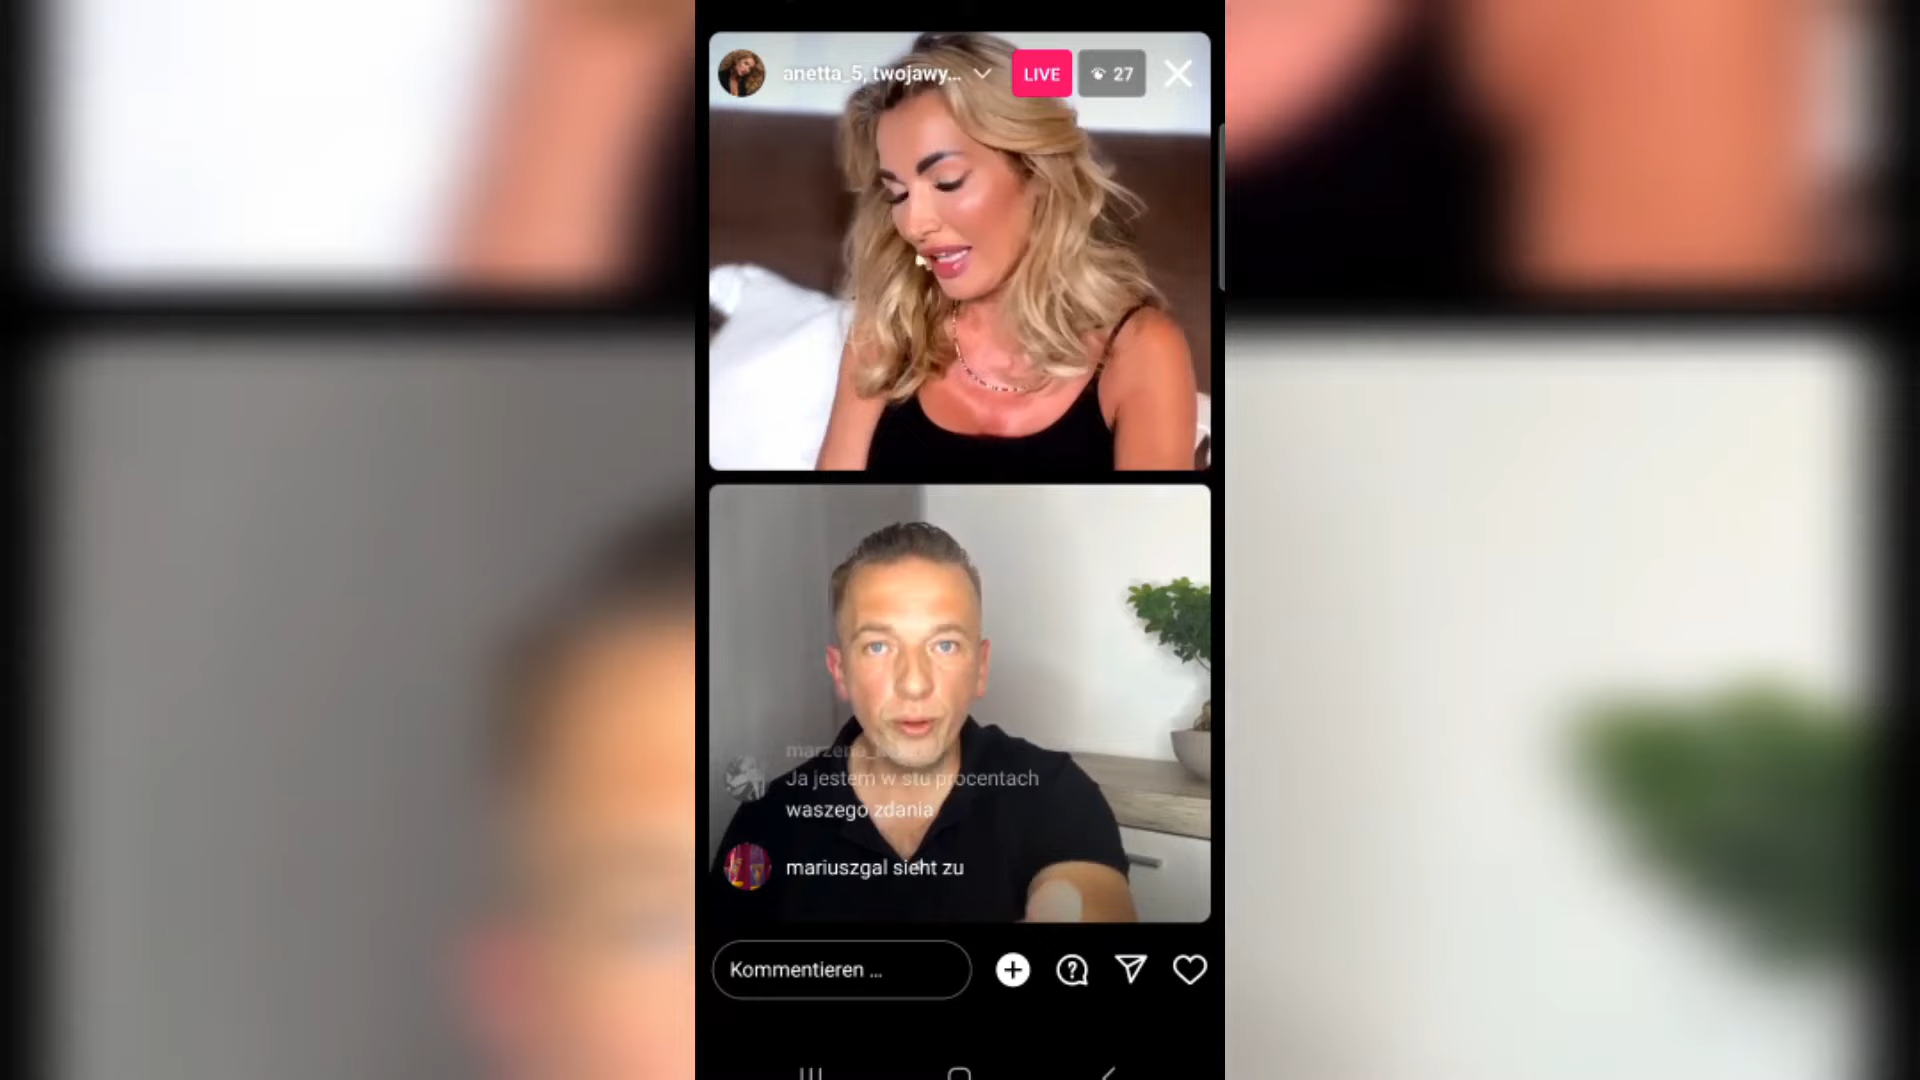 anetta_5, twojawy...
LIVE
27
Ja jestem w stu procentach
waszego zdania
mariuszgal sieht zu
Kommentieren ...